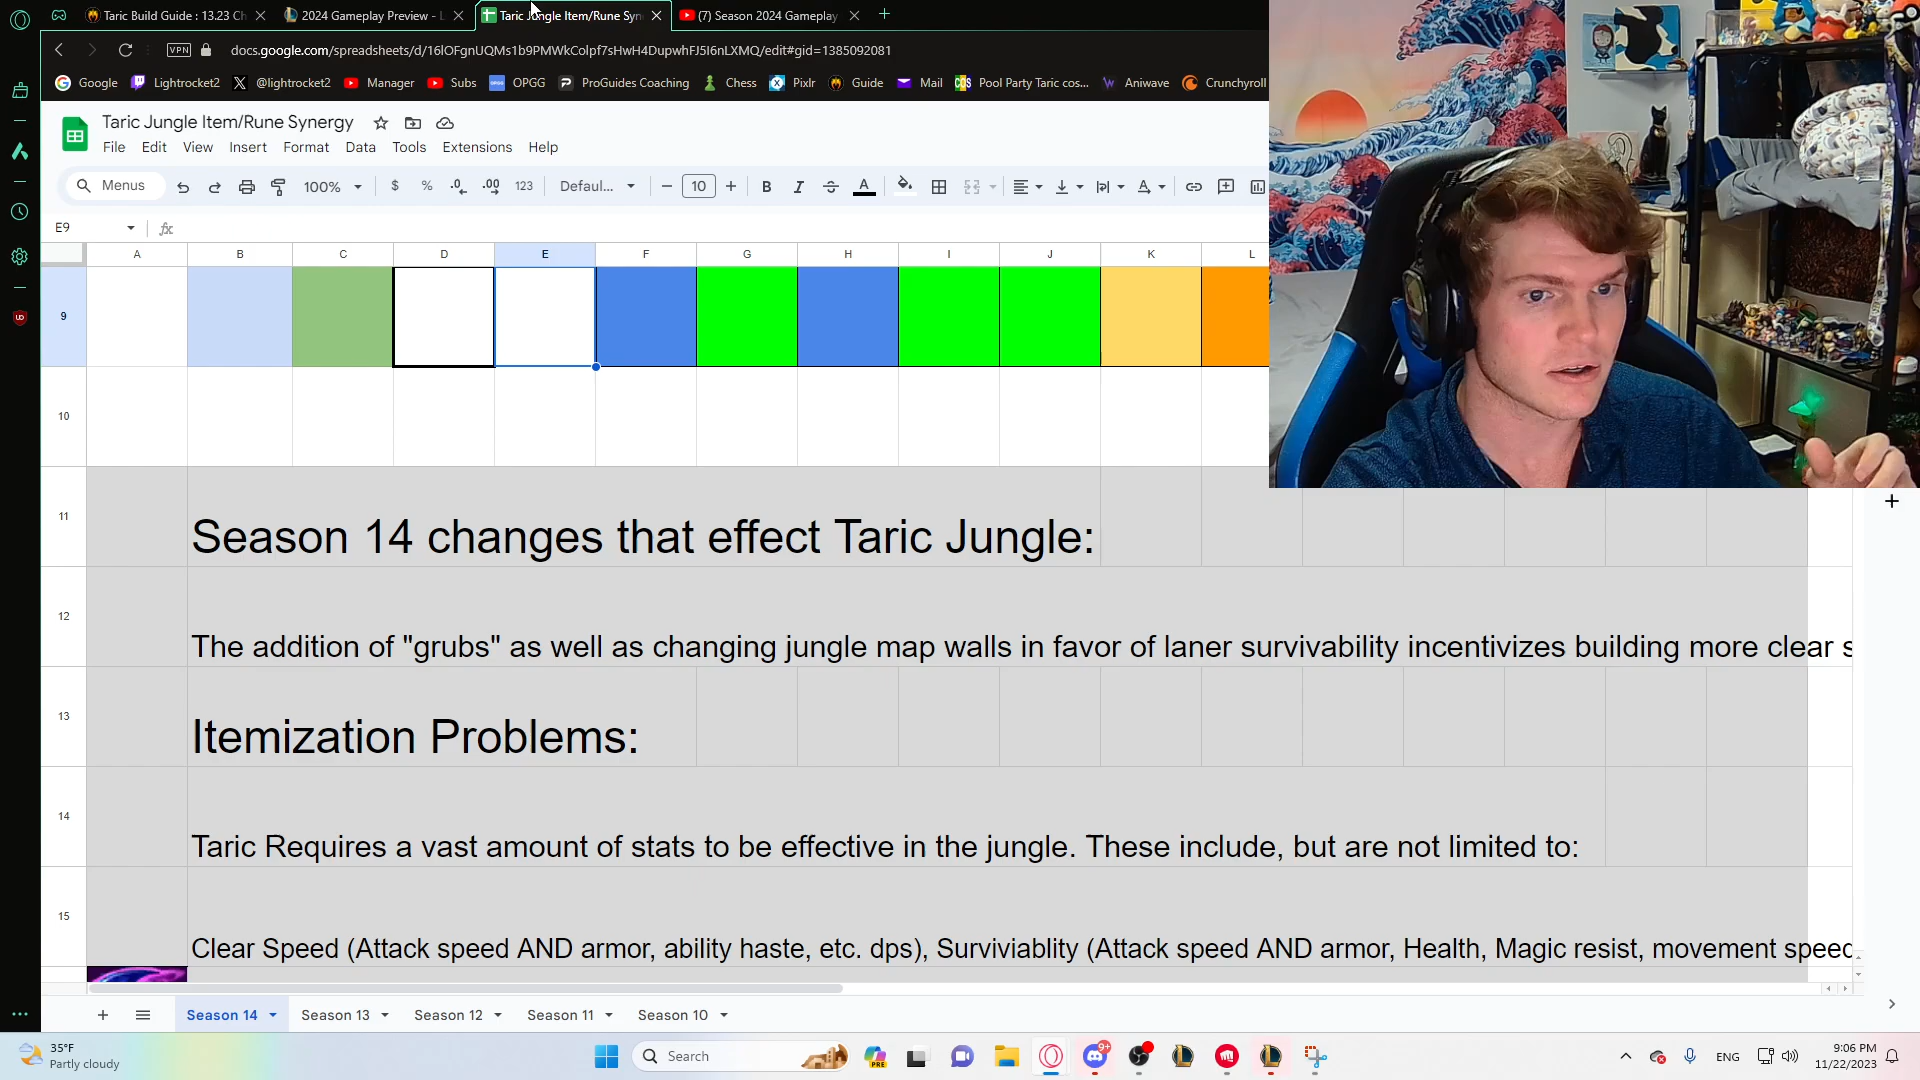 Taric Build Guide : 13.23 Ch
2024 Gameplay Preview - L
Taric Jungle Item/Rune Syn
(7) Season 2024 Gameplay
VPN
docs.google.com/spreadsheets/d/16lOFgnUQMs1b9PMWkColpf7sHwH4DupwhFJ5I6nLXMQ/edit#gid=1385092081
Google
Lightrocket2
@lightrocket2
Manager
Subs
OPGG
ProGuides Coaching
Chess
Pixlr
Guide
Mail
Pool Party Taric cos...
Aniwave
Crunchyroll
Taric Jungle Item/Rune Synergy
File Edit View Insert Format Data Tools Extensions Help
Menus
100%
$ % .0 .00 123
Defaul...
10
B I A
E9
fx
A B C D E F G H I J K L
9
10
11
Season 14 changes that effect Taric Jungle:
12
The addition of "grubs" as well as changing jungle map walls in favor of laner survivability incentivizes building more clear s
13
Itemization Problems:
14
Taric Requires a vast amount of stats to be effective in the jungle. These include, but are not limited to:
15
Clear Speed (Attack speed AND armor, ability haste, etc. dps), Surviviablity (Attack speed AND armor, Health, Magic resist, movement speed
Season 14
Season 13
Season 12
Season 11
Season 10
35°F
Partly cloudy
Search
PRE
9+
ENG
9:06 PM
11/22/2023